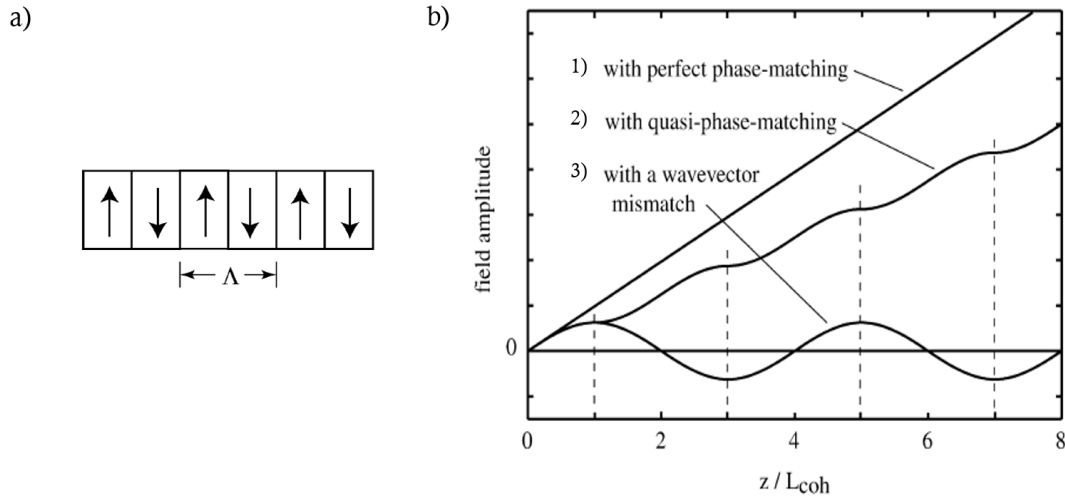 a)
Λ
b)
1) with perfect phase-matching
2) with quasi-phase-matching
3) with a wavevector
mismatch
field amplitude
0
0
2
4
6
8
z / Lcoh